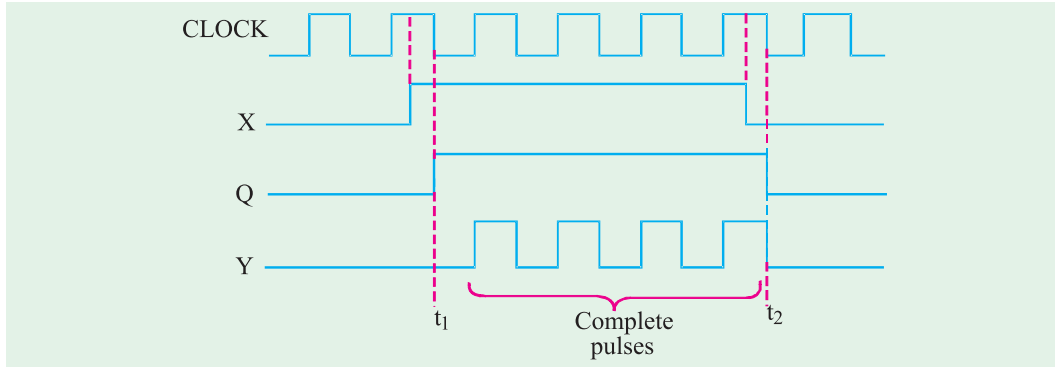 CLOCK
X
Q
Y
t1
t2
Complete
pulses